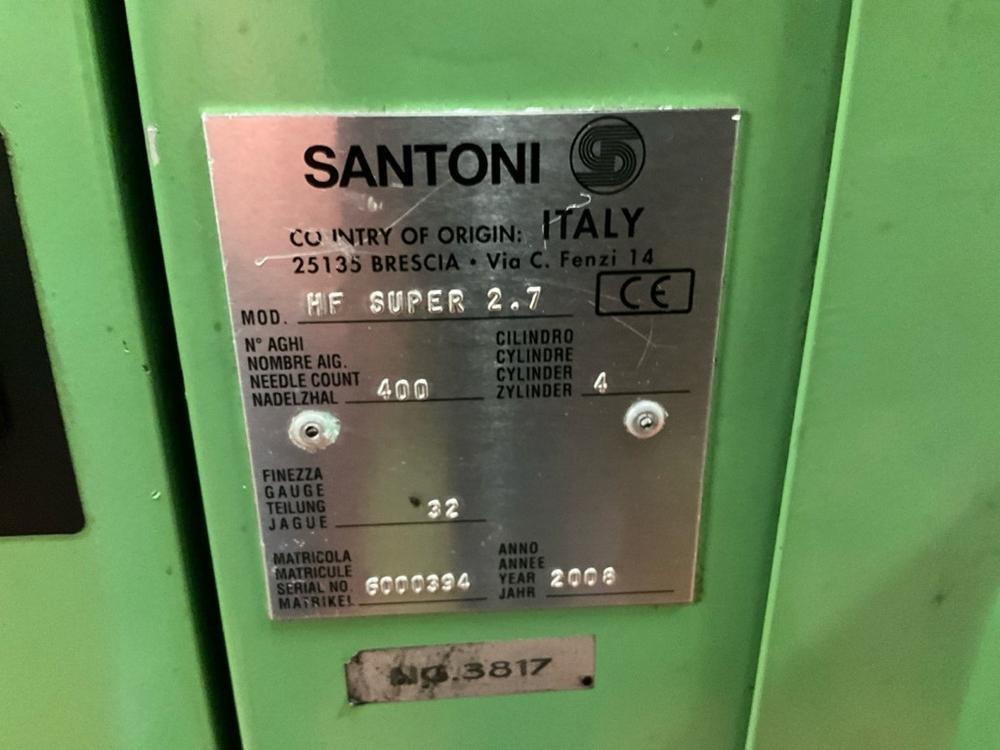 SANTONI
COUNTRY OF ORIGIN: ITALY
25135 BRESCIA • Via C. Fenzi 14
MOD. HF SUPER 2.7 CE
N° AGHI
NOMBRE AIG.
NEEDLE COUNT
NADELZHAL 400
CILINDRO
CYLINDRE
CYLINDER
ZYLINDER 4
FINEZZA
GAUGE
TEILUNG
JAGUE 32
MATRICOLA
MATRICULE
SERIAL NO.
MATRIKEL 6000394
ANNO
ANNEE
YEAR
JAHR 2008
NO.3817